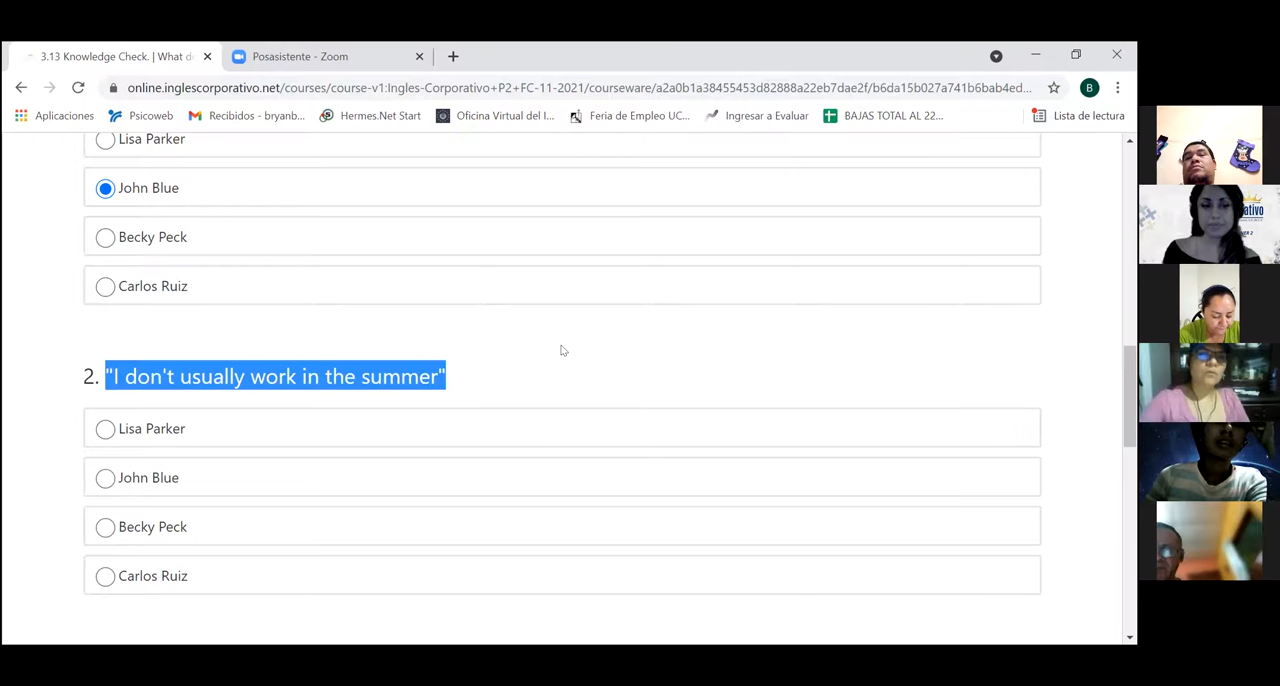 3.13 Knowledge Check. | What d
Posasistente - Zoom
online.inglescorporativo.net/courses/course-v1:Ingles-Corporativo+P2+FC-11-2021/courseware/a2a0b1a38455453d82888a22eb7dae2f/b6da15b027a741b6bab4ed...
B
Aplicaciones
Psicoweb
Recibidos - bryanb...
Hermes.Net Start
Oficina Virtual del I...
Feria de Empleo UC...
Ingresar a Evaluar
BAJAS TOTAL AL 22...
Lista de lectura
Lisa Parker
John Blue
Becky Peck
Carlos Ruiz
2. "I don't usually work in the summer"
Lisa Parker
John Blue
Becky Peck
Carlos Ruiz
ativo